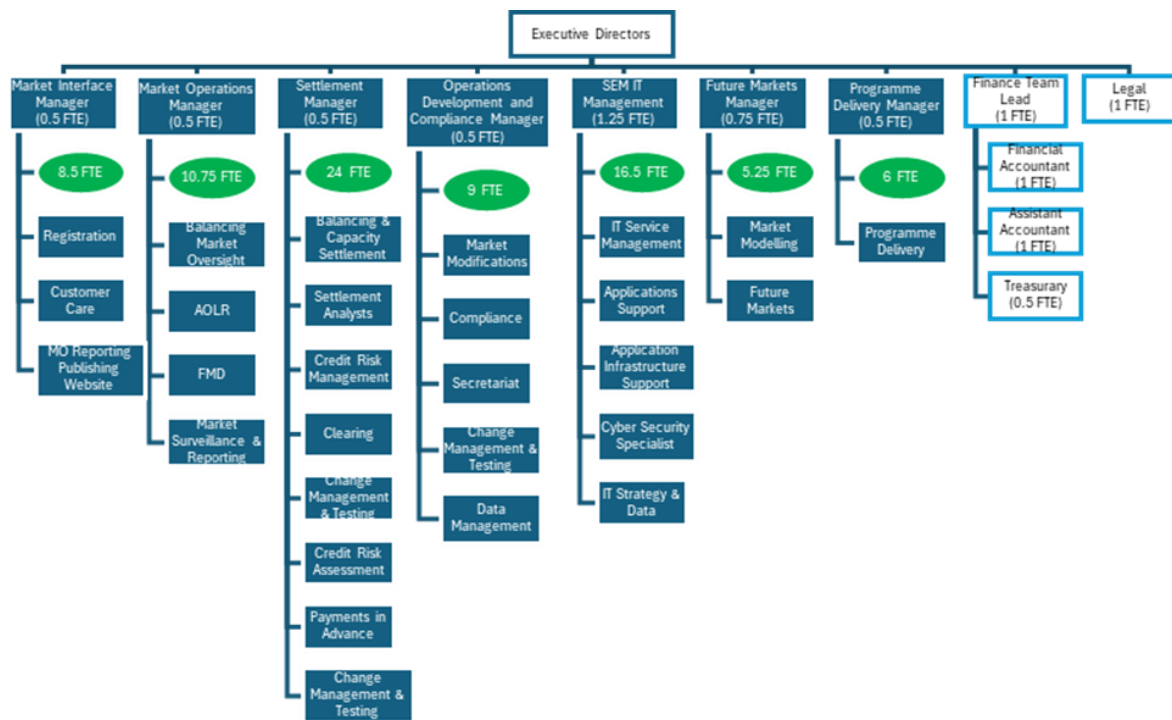 Executive Directors
Market Interface
Manager
(0.5 FTE)
8.5 FTE
Registration
Customer
Care
MO Reporting
Publishing
Website
Market Operations
Manager
(0.5 FTE)
10.75 FTE
Balancing
Market
Oversight
AOLR
FMD
Market
Surveillance &
Reporting
Settlement
Manager
(0.5 FTE)
24 FTE
Balancing &
Capacity
Settlement
Settlement
Analysts
Credit Risk
Management
Clearing
Change
Management
& Testing
Credit Risk
Assessment
Payments in
Advance
Change
Management &
Testing
Operations
Development and
Compliance Manager
(0.5 FTE)
9 FTE
Market
Modifications
Compliance
Secretariat
Change
Management &
Testing
Data
Management
SEM IT
Management
(1.25 FTE)
16.5 FTE
IT Service
Management
Applications
Support
Application
Infrastructure
Support
Cyber Security
Specialist
IT Strategy &
Data
Future Markets
Manager
(0.75 FTE)
5.25 FTE
Market
Modelling
Future
Markets
Programme
Delivery Manager
(0.5 FTE)
6 FTE
Programme
Delivery
Finance Team
Lead
(1 FTE)
Financial
Accountant
(1 FTE)
Assistant
Accountant
(1 FTE)
Treasurary
(0.5 FTE)
Legal
(1 FTE)